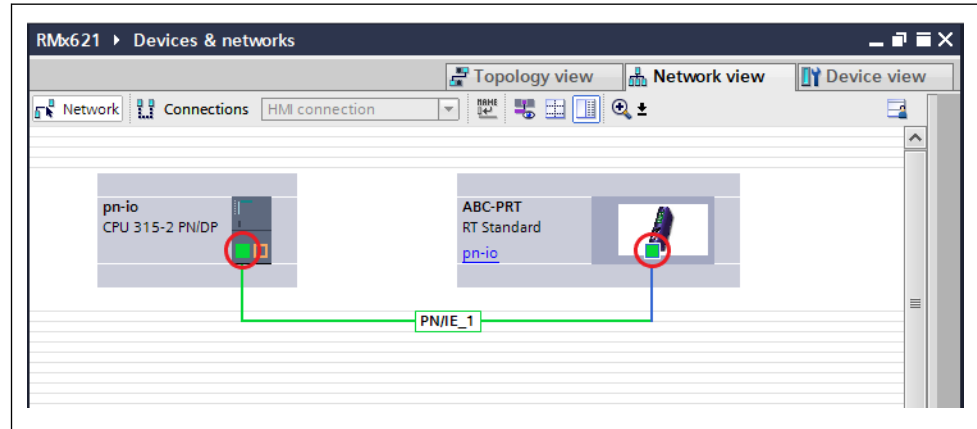 RMx621 ▸ Devices & networks
Topology view Network view Device view
Network Connections HMI connection
pn-io
CPU 315-2 PN/DP
ABC-PRT
RT Standard
pn-io
PN/IE_1